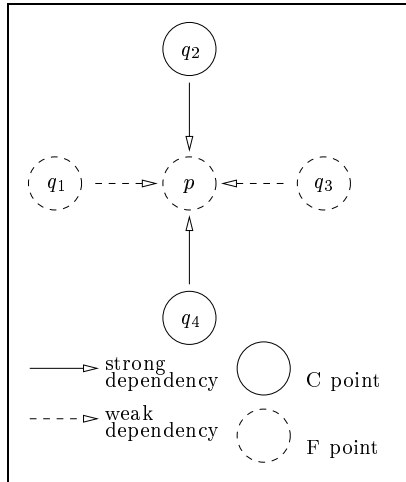 q2
q1
p
q3
q4
strong
dependency
C point
weak
dependency
F point